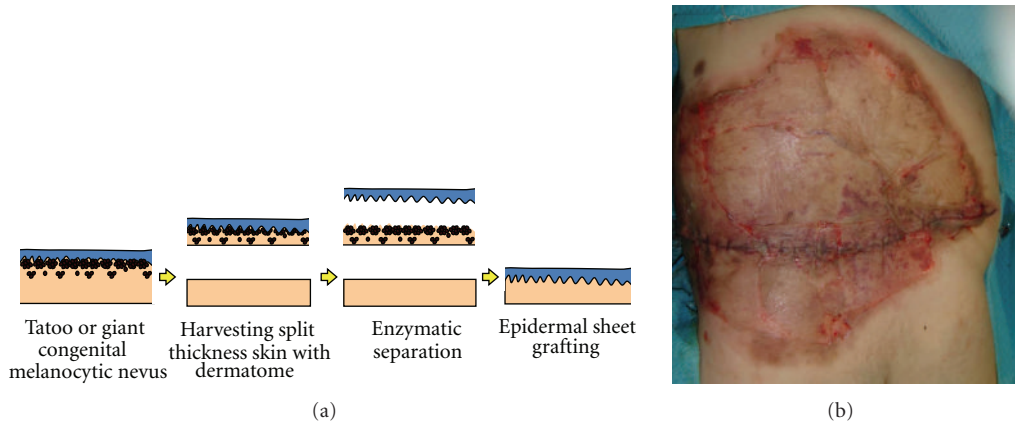 Tatoo or giant
congenital
melanocytic nevus
Harvesting split
thickness skin with
dermatome
Enzymatic
separation
Epidermal sheet
grafting
(a)
(b)